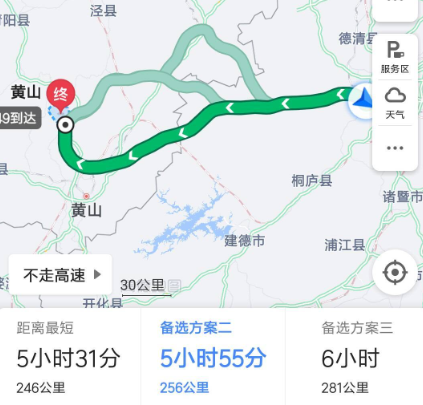 泾县
德清县
服务区
天气
黄山
终
49到达
黄山
桐庐县
诸暨市
建德市
浦江县
不走高速
30公里
开化县
距离最短
备选方案二
备选方案三
5小时31分
5小时55分
6小时
246公里
256公里
281公里